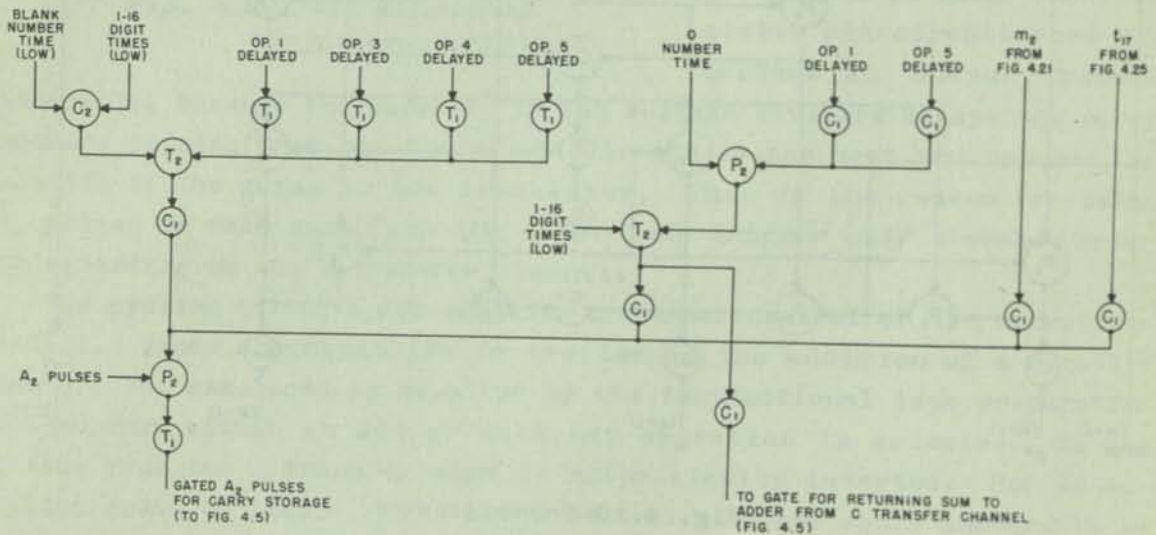 BLANK
NUMBER
TIME
(LOW)
1-16
DIGIT
TIMES
(LOW)
OP. 1
DELAYED
OP. 3
DELAYED
OP. 4
DELAYED
OP. 5
DELAYED
O
NUMBER
TIME
OP. 1
DELAYED
OP. 5
DELAYED
m₂
FROM
FIG. 4.21
t₁₇
FROM
FIG. 4.25
C₂
T₁
T₁
T₁
T₁
C₁
C₁
T₂
P₂
C₁
1-16
DIGIT
TIMES
(LOW)
T₂
C₁
C₁
C₁
A₂ PULSES
P₂
T₁
C₁
GATED A₂ PULSES
FOR CARRY STORAGE
(TO FIG. 4.5)
TO GATE FOR RETURNING SUM TO
ADDER FROM C TRANSFER CHANNEL
(FIG. 4.5)